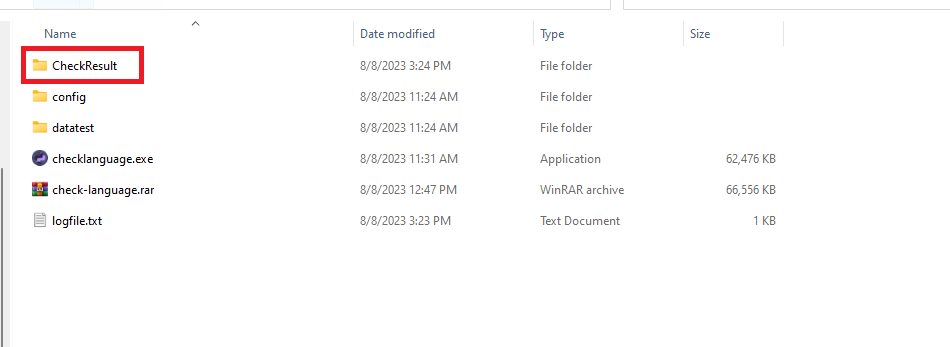 Name Date modified Type Size
CheckResult 8/8/2023 3:24 PM File folder
config 8/8/2023 11:24 AM File folder
datatest 8/8/2023 11:24 AM File folder
checklanguage.exe 8/8/2023 11:31 AM Application 62,476 KB
check-language.rar 8/8/2023 12:47 PM WinRAR archive 66,556 KB
logfile.txt 8/8/2023 3:23 PM Text Document 1 KB